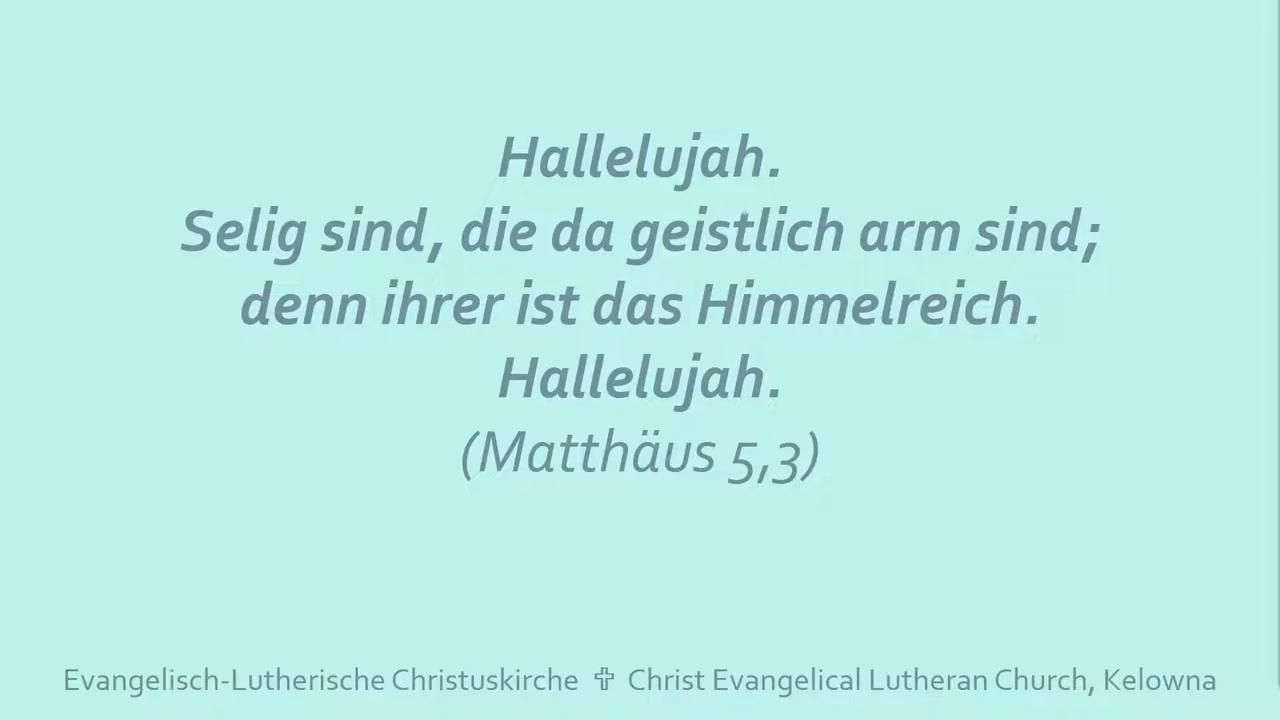 Hallelujah.
Selig sind, die da geistlich arm sind;
denn ihrer ist das Himmelreich.
Hallelujah.
(Matthäus 5,3)
Evangelisch-Lutherische Christuskirche ✞ Christ Evangelical Lutheran Church, Kelowna